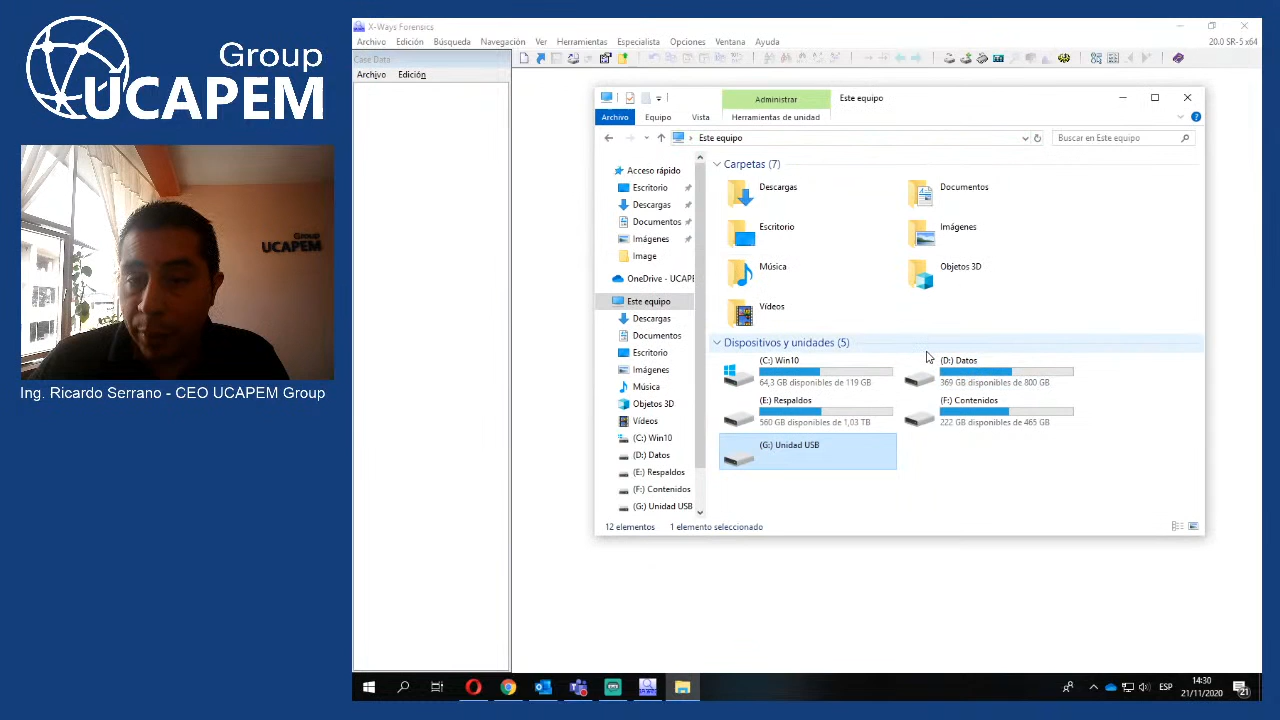 Group
UCAPEM
Group
UCAPEM
Ing. Ricardo Serrano - CEO UCAPEM Group
X-Ways Forensics
Archivo Edición Búsqueda Navegación Ver Herramientas Especialista Opciones Ventana Ayuda
20.0 SR-5 x64
Case Data
Archivo Edición
Administrar
Este equipo
Archivo Equipo Vista Herramientas de unidad
Este equipo
Buscar en Este equipo
Acceso rápido
Escritorio
Descargas
Documentos
Imágenes
Image
OneDrive - UCAPE
Este equipo
Descargas
Documentos
Escritorio
Imágenes
Música
Objetos 3D
Vídeos
(C:) Win10
(D:) Datos
(E:) Respaldos
(F:) Contenidos
(G:) Unidad USB
Carpetas (7)
Descargas
Documentos
Escritorio
Imágenes
Música
Objetos 3D
Vídeos
Dispositivos y unidades (5)
(C:) Win10
64,3 GB disponibles de 119 GB
(D:) Datos
369 GB disponibles de 800 GB
(E:) Respaldos
560 GB disponibles de 1,03 TB
(F:) Contenidos
222 GB disponibles de 465 GB
(G:) Unidad USB
12 elementos 1 elemento seleccionado
ESP
14:30
21/11/2020
21